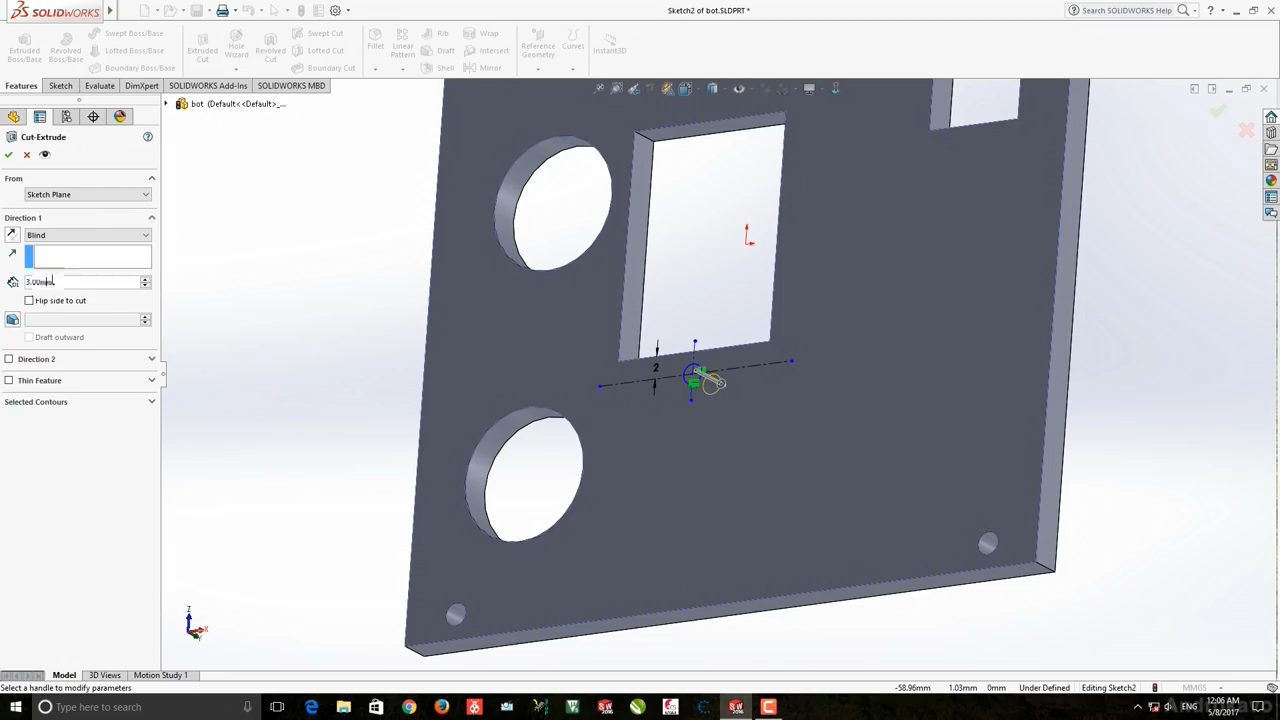 SOLIDWORKS
Sketch2 of bot.SLDPRT *
Search SOLIDWORKS Help
Extruded Boss/Base
Revolved Boss/Base
Swept Boss/Base
Lofted Boss/Base
Boundary Boss/Base
Extruded Cut
Hole Wizard
Revolved Cut
Swept Cut
Lofted Cut
Boundary Cut
Fillet
Linear Pattern
Rib
Draft
Shell
Wrap
Intersect
Mirror
Reference Geometry
Curves
Instant3D
Features Sketch Evaluate DimXpert SOLIDWORKS Add-Ins SOLIDWORKS MBD
bot (Default<<Default>_...
Cut-Extrude
From
Sketch Plane
Direction 1
Blind
3.00mm
Flip side to cut
Draft outward
Direction 2
Thin Feature
Selected Contours
2
Z
X
Y
Model 3D Views Motion Study 1
Select a handle to modify parameters
-58.96mm 1.03mm 0mm Under Defined Editing Sketch2 MMGS
Type here to search
ENG
12:06 AM
5/8/2017